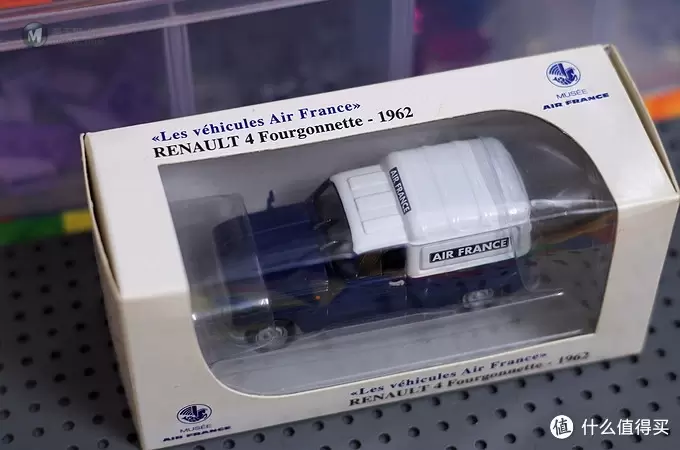 «Les véhicules Air France»
RENAULT 4 Fourgonnette - 1962
MUSÉE
AIR FRANCE
AIR FRANCE
AIR FRANCE
«Les véhicules Air France»
RENAULT 4 Fourgonnette - 1962
MUSÉE
AIR FRANCE
值 什么值得买